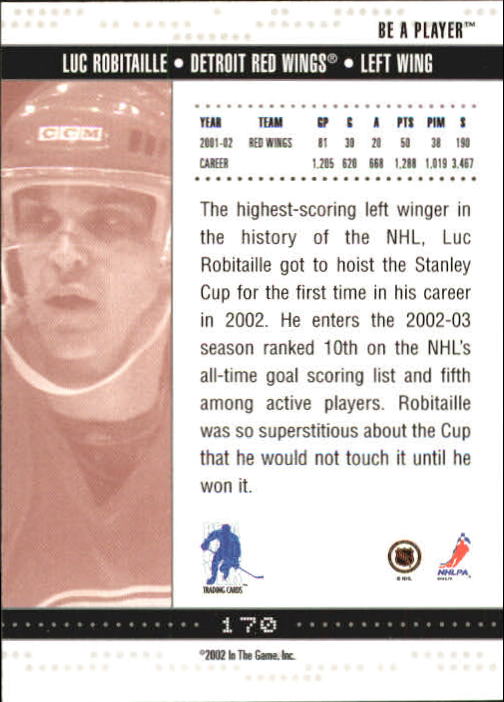 BE A PLAYER™
LUC ROBITAILLE • DETROIT RED WINGS® • LEFT WING
CCM
YEAR TEAM GP G A PTS PIM S
2001-02 RED WINGS 81 30 20 50 38 190
CAREER 1,205 620 668 1,288 1,019 3,467
The highest-scoring left winger in
the history of the NHL, Luc
Robitaille got to hoist the Stanley
Cup for the first time in his career
in 2002. He enters the 2002-03
season ranked 10th on the NHL's
all-time goal scoring list and fifth
among active players. Robitaille
was so superstitious about the Cup
that he would not touch it until he
won it.
TRADING CARDS™
© NHL
NHLPA
170
©2002 In The Game, Inc.